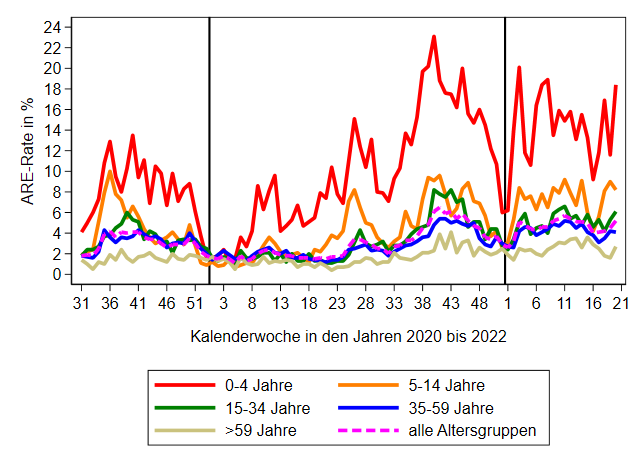 24
22
20
18
16
14
12
10
8
6
4
2
0
ARE-Rate in %
31 36 41 46 51 3 8 13 18 23 28 33 38 43 48 1 6 11 16 21
Kalenderwoche in den Jahren 2020 bis 2022
0-4 Jahre 5-14 Jahre
15-34 Jahre 35-59 Jahre
>59 Jahre alle Altersgruppen